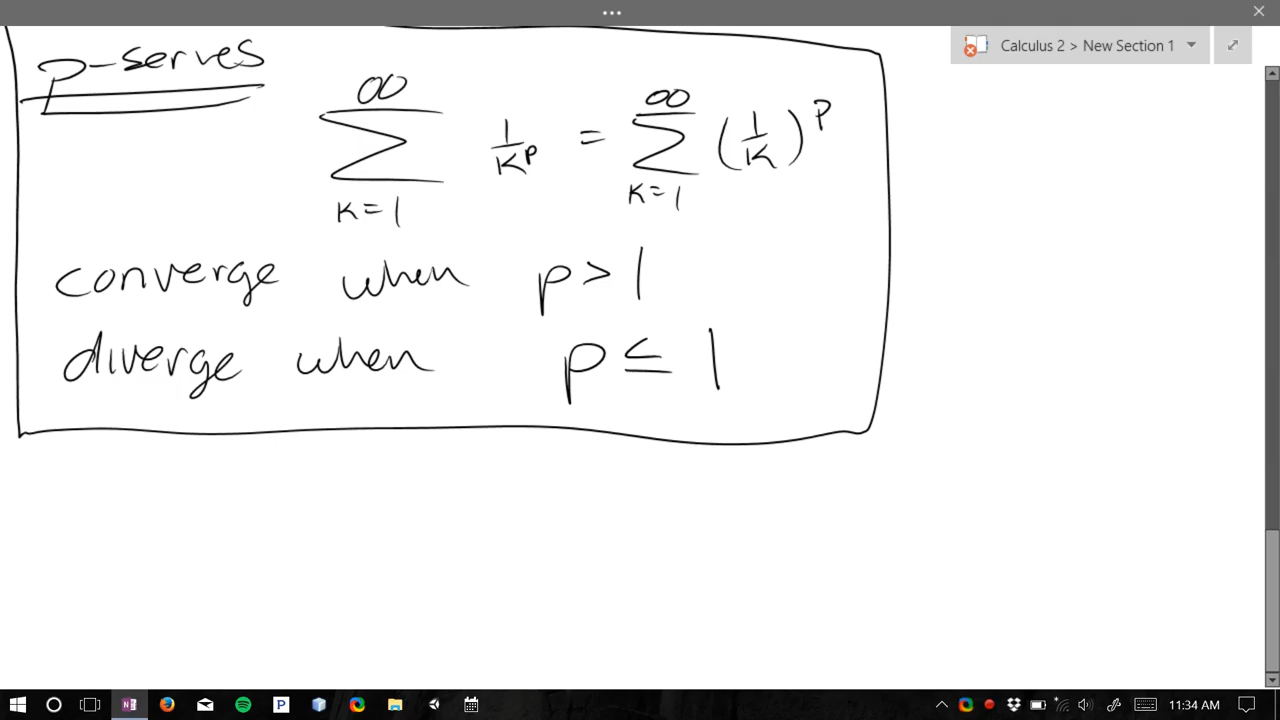 •••
Calculus 2 > New Section 1
p-series
∞ ∞
∑ 1/K^p = ∑ (1/K)^p
K=1 K=1
converge when p > 1
diverge when p ≤ 1
P
11:34 AM